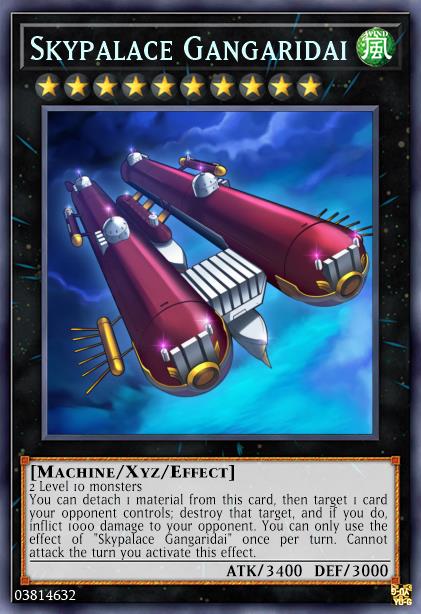 SKYPALACE GANGARIDAI
WIND
風
[MACHINE/XYZ/EFFECT]
2 Level 10 monsters
You can detach 1 material from this card, then target 1 card
your opponent controls; destroy that target, and if you do,
inflict 1000 damage to your opponent. You can only use the
effect of "Skypalace Gangaridai" once per turn. Cannot
attack the turn you activate this effect.
ATK/3400 DEF/3000
03814632